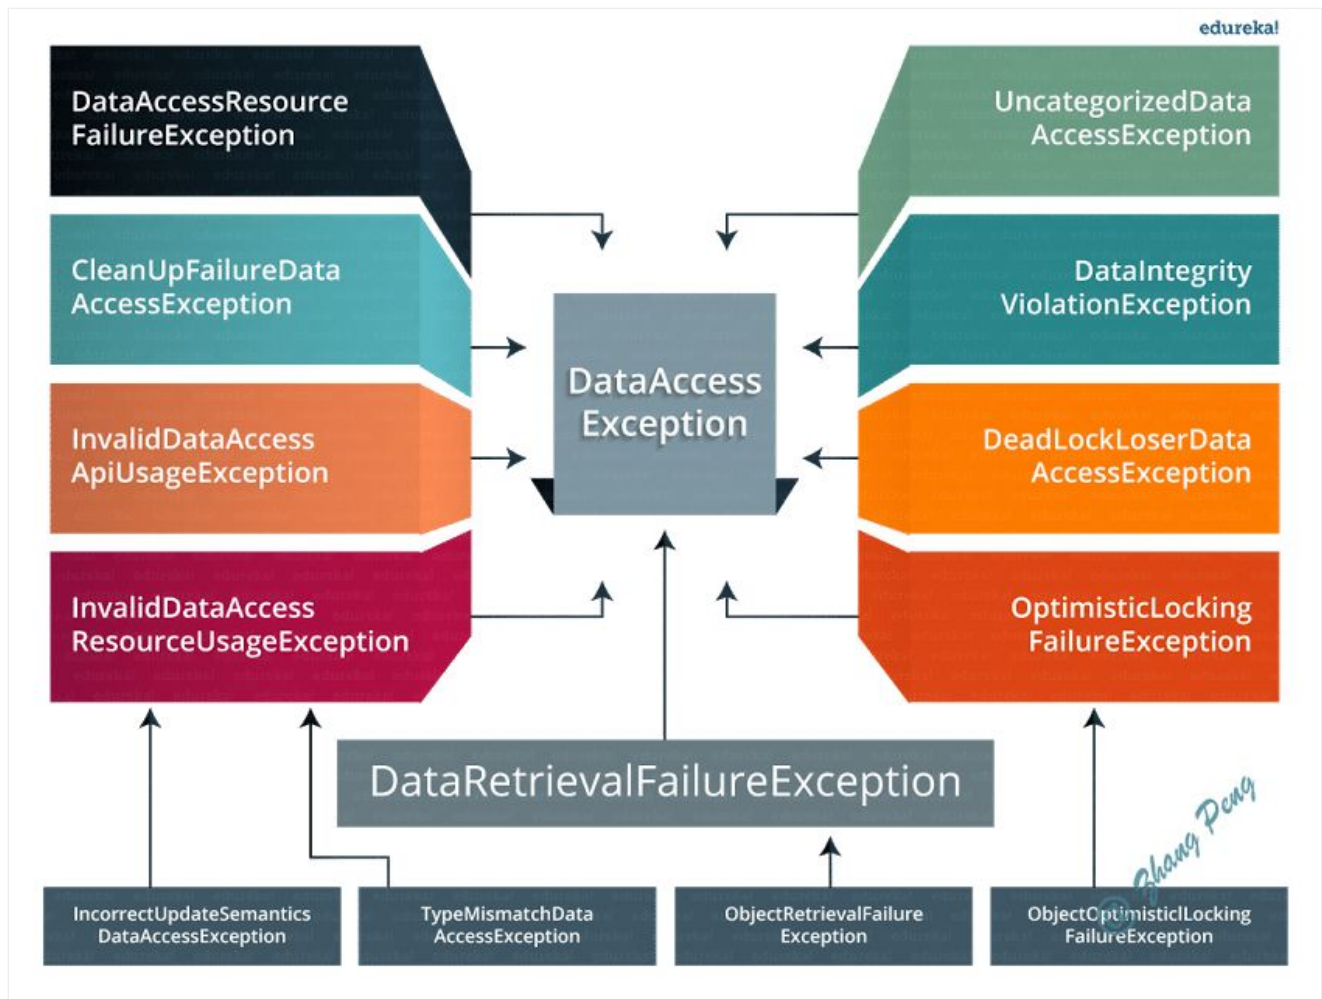 edureka!
DataAccessResource
FailureException
UncategorizedData
AccessException
CleanUpFailureData
AccessException
DataIntegrity
ViolationException
DataAccess
Exception
InvalidDataAccess
ApiUsageException
DeadLockLoserData
AccessException
InvalidDataAccess
ResourceUsageException
OptimisticLocking
FailureException
DataRetrievalFailureException
IncorrectUpdateSemantics
DataAccessException
TypeMismatchData
AccessException
ObjectRetrievalFailure
Exception
ObjectOptimisticlLocking
FailureException
@ Zhang Peng